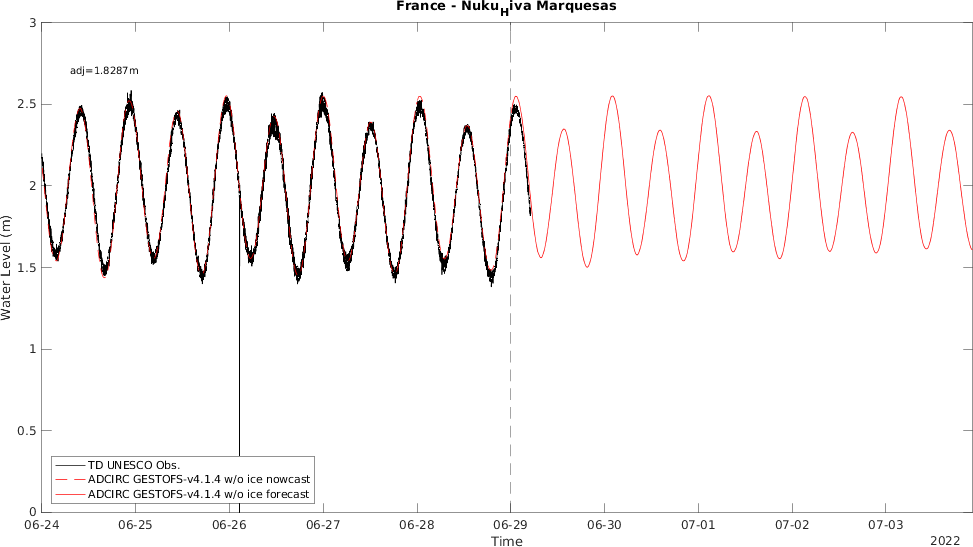 France - Nuku_Hiva Marquesas
3
adj=1.8287m
2.5
2
Water Level (m)
1.5
1
0.5
TD UNESCO Obs.
ADCIRC GESTOFS-v4.1.4 w/o ice nowcast
ADCIRC GESTOFS-v4.1.4 w/o ice forecast
0
06-24 06-25 06-26 06-27 06-28 06-29 06-30 07-01 07-02 07-03
Time
2022